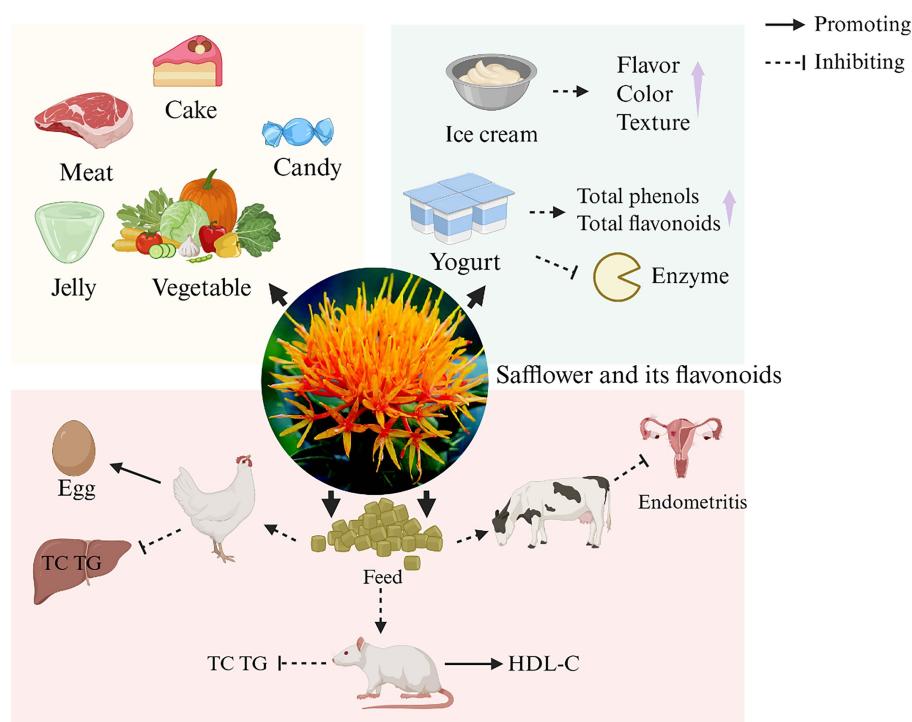 Promoting
Inhibiting
Cake
Meat
Candy
Jelly
Vegetable
Ice cream
Flavor
Color
Texture
Yogurt
Total phenols
Total flavonoids
Enzyme
Safflower and its flavonoids
Egg
TC TG
Feed
Endometritis
TC TG
HDL-C